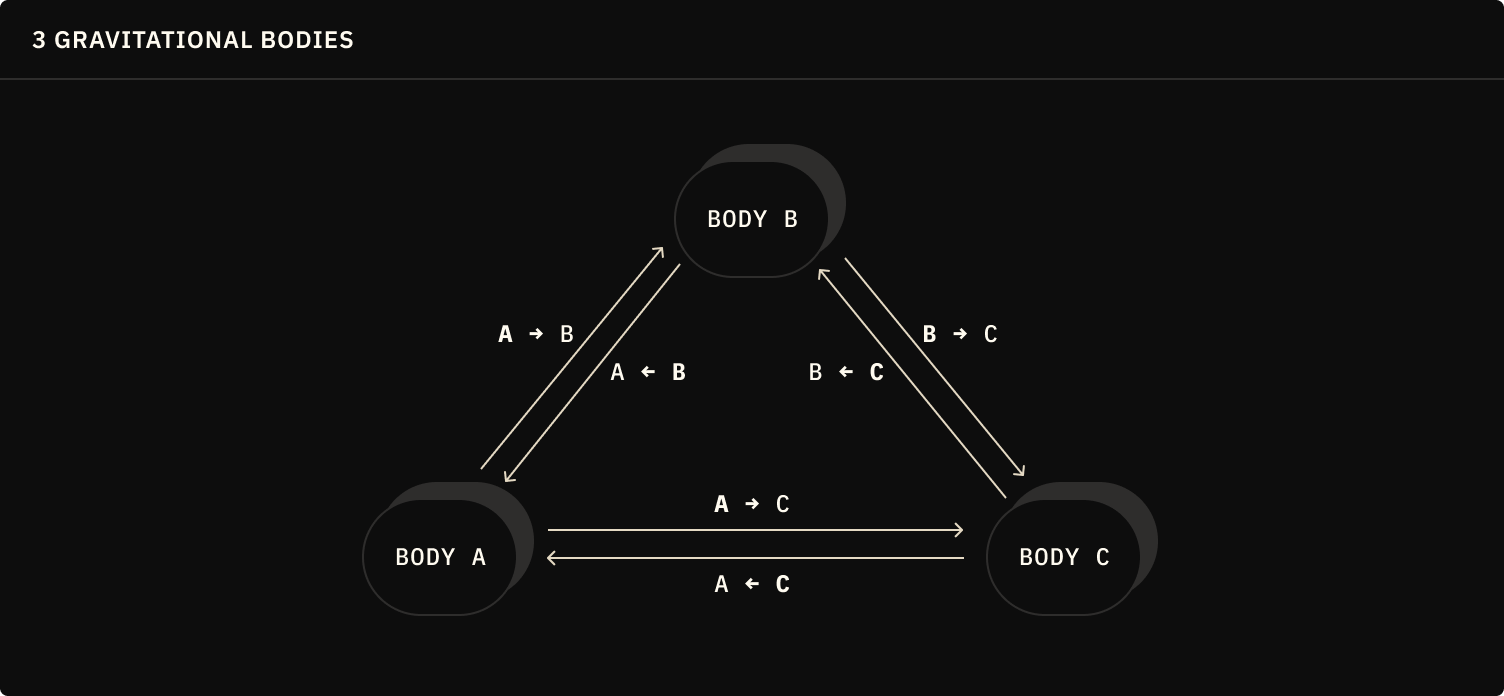 3 GRAVITATIONAL BODIES
BODY B
A → B
B → C
A ← B
B ← C
A → C
BODY A
BODY C
A ← C